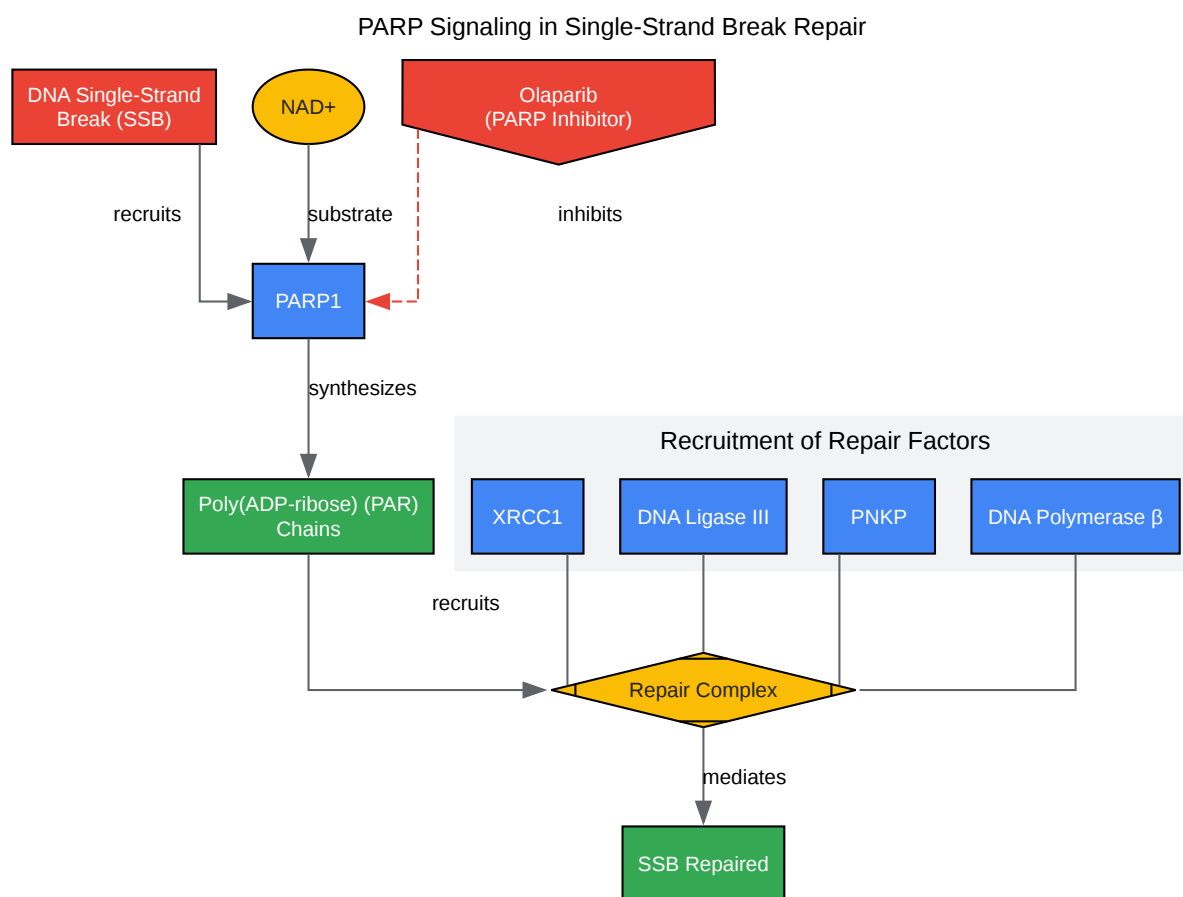 PARP Signaling in Single-Strand Break Repair
DNA Single-Strand
Break (SSB)
NAD+
Olaparib
(PARP Inhibitor)
recruits
substrate
inhibits
PARP1
synthesizes
Recruitment of Repair Factors
Poly(ADP-ribose) (PAR)
Chains
XRCC1
DNA Ligase III
PNKP
DNA Polymerase β
recruits
Repair Complex
mediates
SSB Repaired